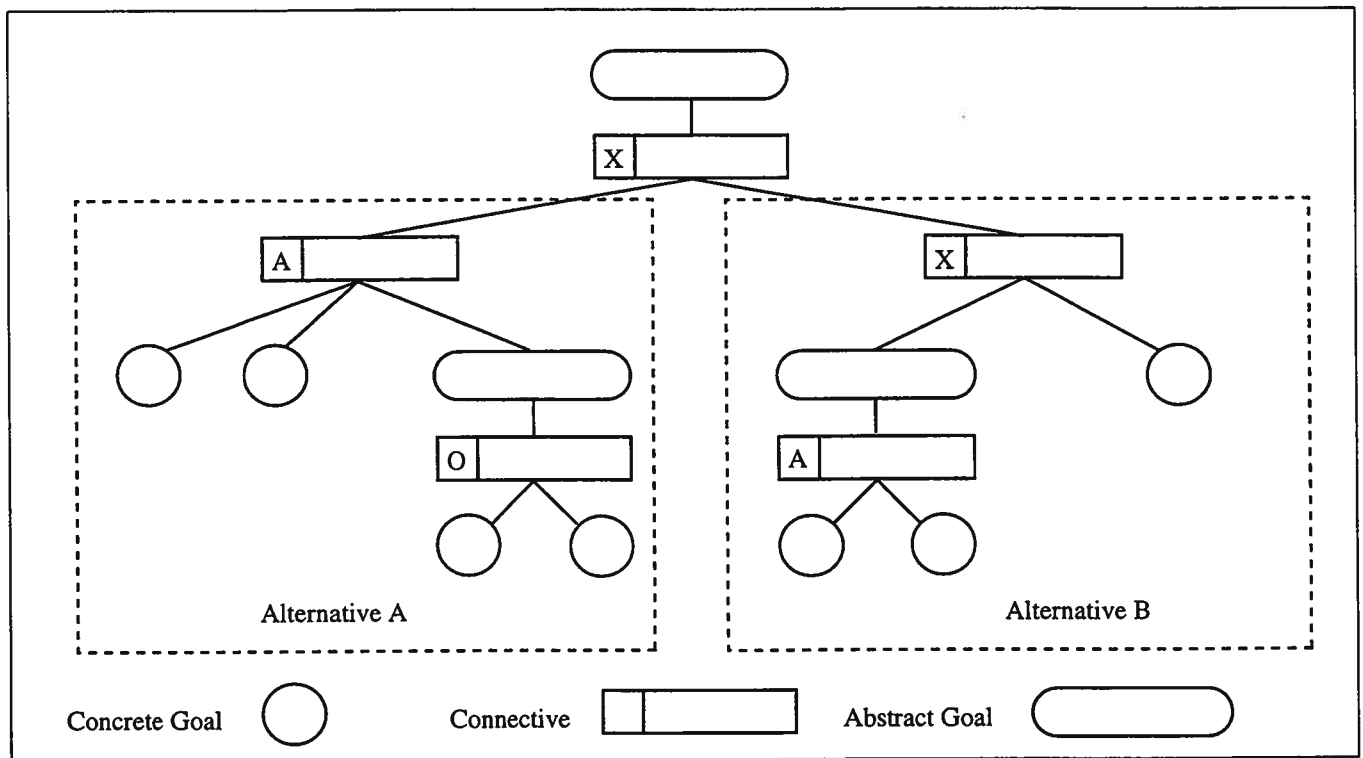 X
A
X
O
A
Alternative A
Alternative B
Concrete Goal
Connective
Abstract Goal